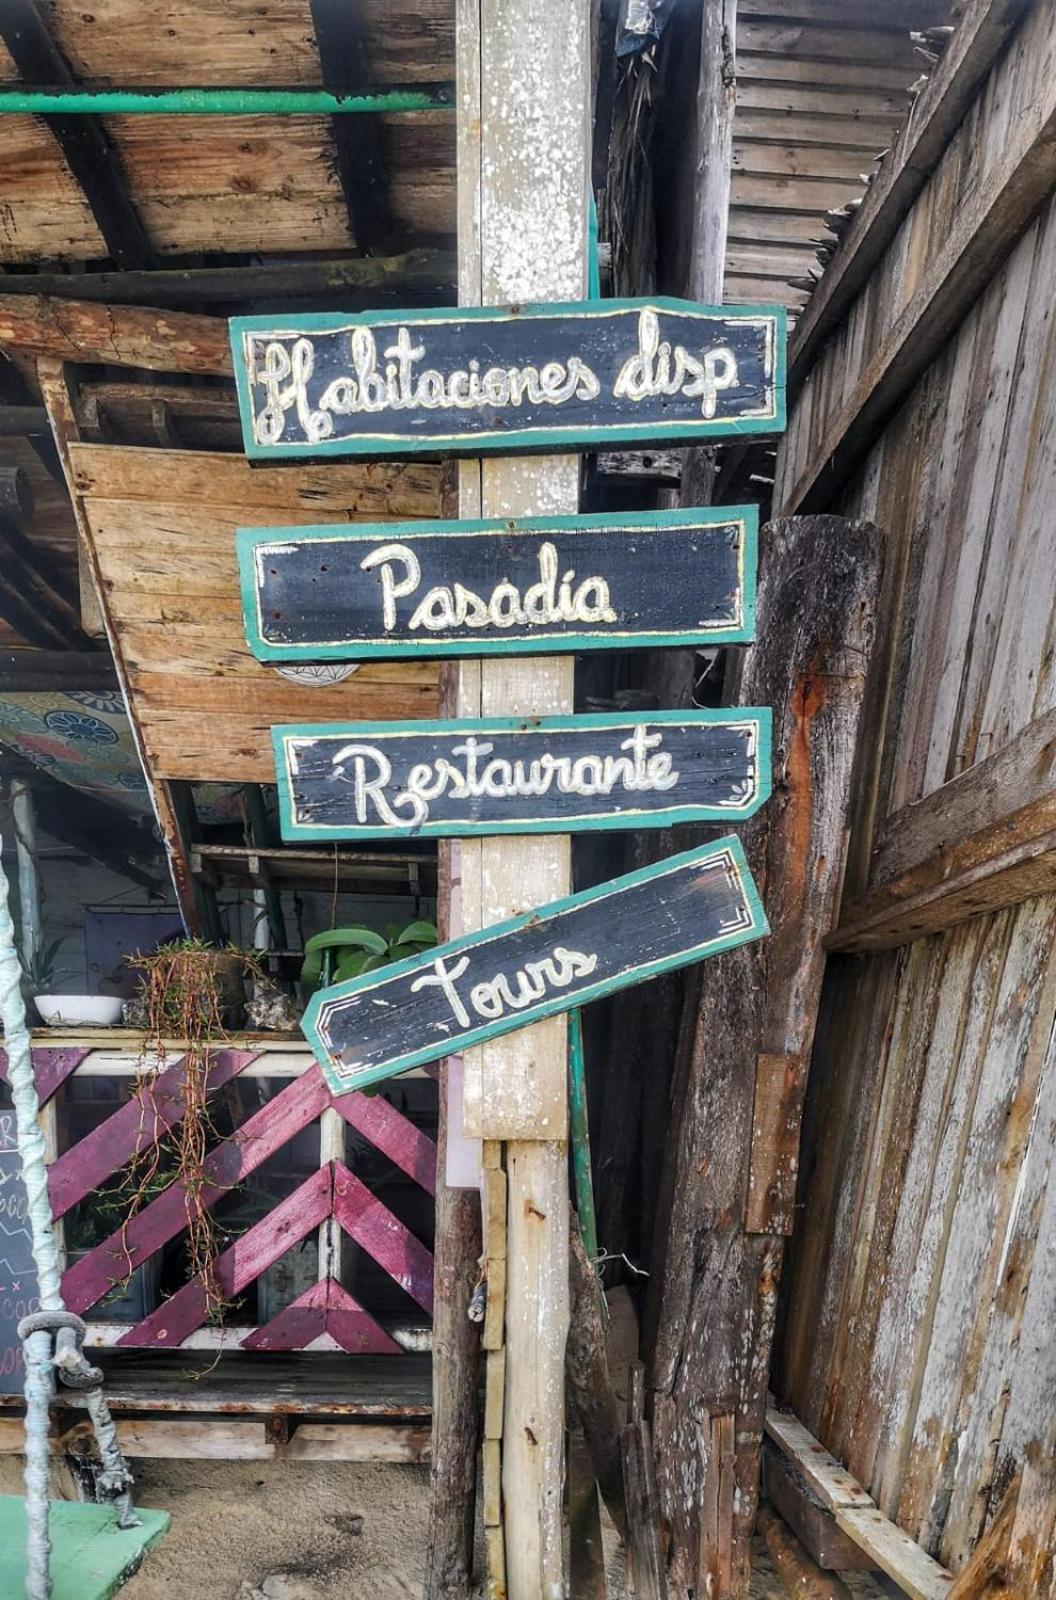 Habitaciones disp
Pasadía
Restaurante
Tours